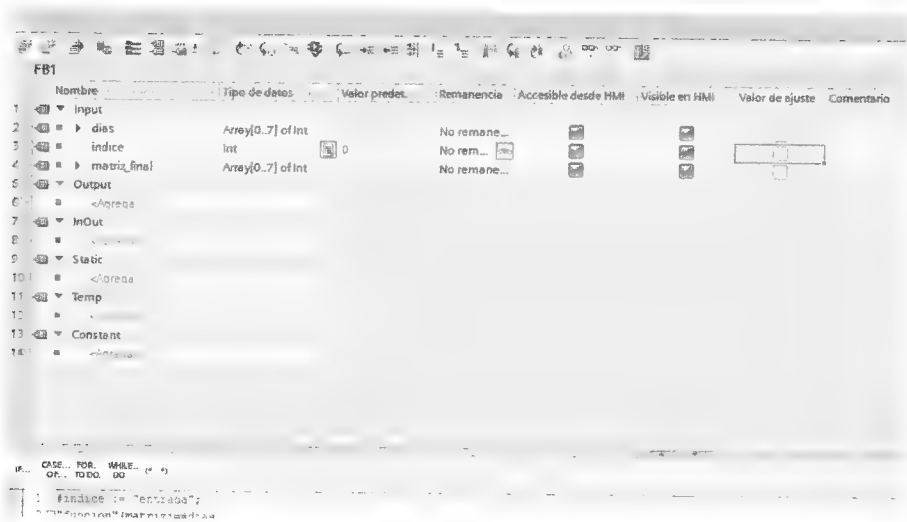 FB1
Nombre Tipo de datos Valor predet. Remanencia Accesible desde HMI Visible en HMI Valor de ajuste Comentario
1 Input
2 dias Array[0..7] of Int No remane...
3 indice Int 0 No rem...
4 matriz_final Array[0..7] of Int No remane...
5 Output
6 <Agrega
7 InOut
8
9 Static
10 <Agrega
11 Temp
12
13 Constant
14
IF... CASE... FOR... WHILE... (* *)
OF... TO DO. DO
1 #indice := "entrada";